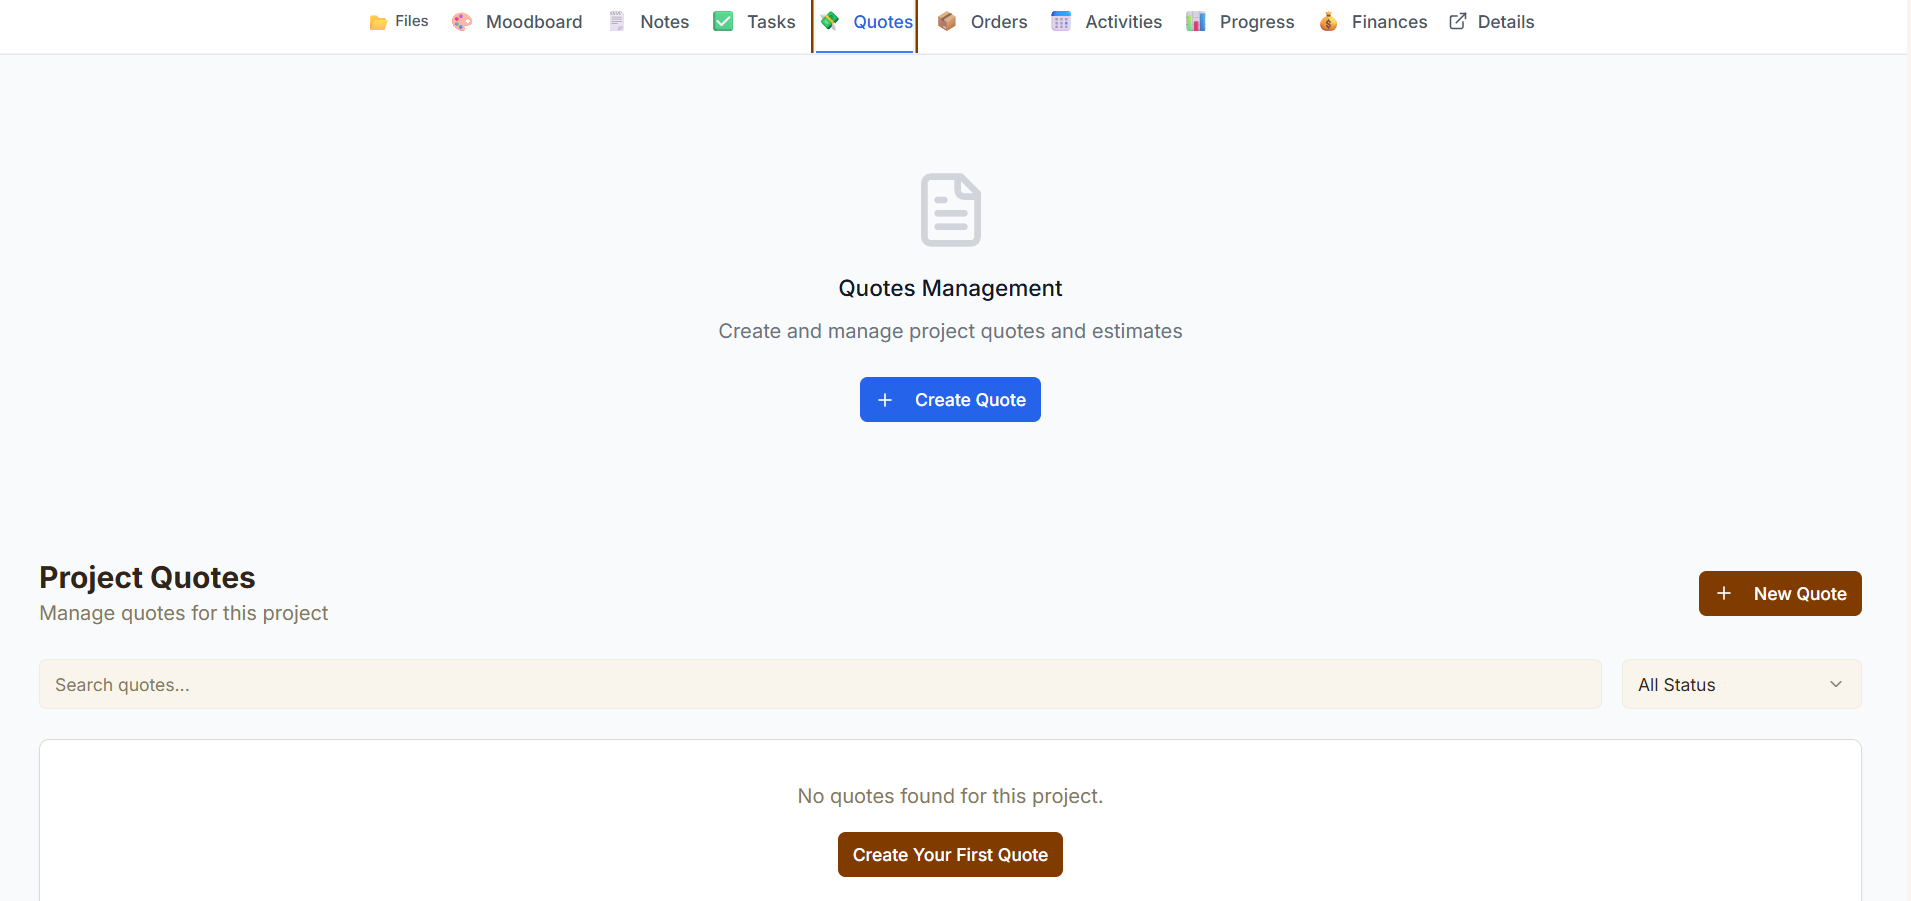 Files Moodboard Notes Tasks Quotes Orders Activities Progress Finances Details
Quotes Management
Create and manage project quotes and estimates
Create Quote
Project Quotes
Manage quotes for this project
New Quote
Search quotes...
All Status
No quotes found for this project.
Create Your First Quote